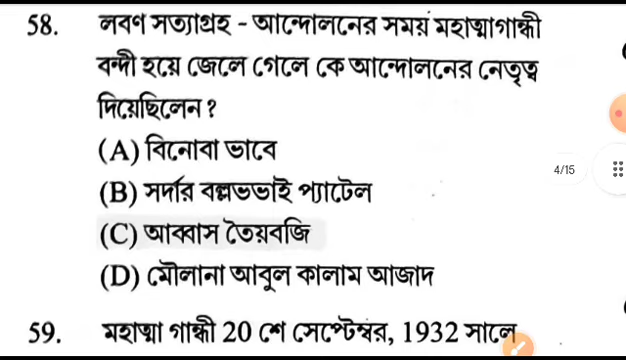 58. লবণ সত্যাগ্রহ - আন্দোলনের সময় মহাত্মাগান্ধী
বন্দী হয়ে জেলে গেলে কে আন্দোলনের নেতৃত্ব
দিয়েছিলেন ?
(A) বিনোবা ভাবে
(B) সর্দার বল্লভভাই প্যাটেল
4/15
(C) আব্বাস তৈয়বজি
(D) মৌলানা আবুল কালাম আজাদ
59. মহাত্মা গান্ধী 20 শে সেপ্টেম্বর, 1932 সালে